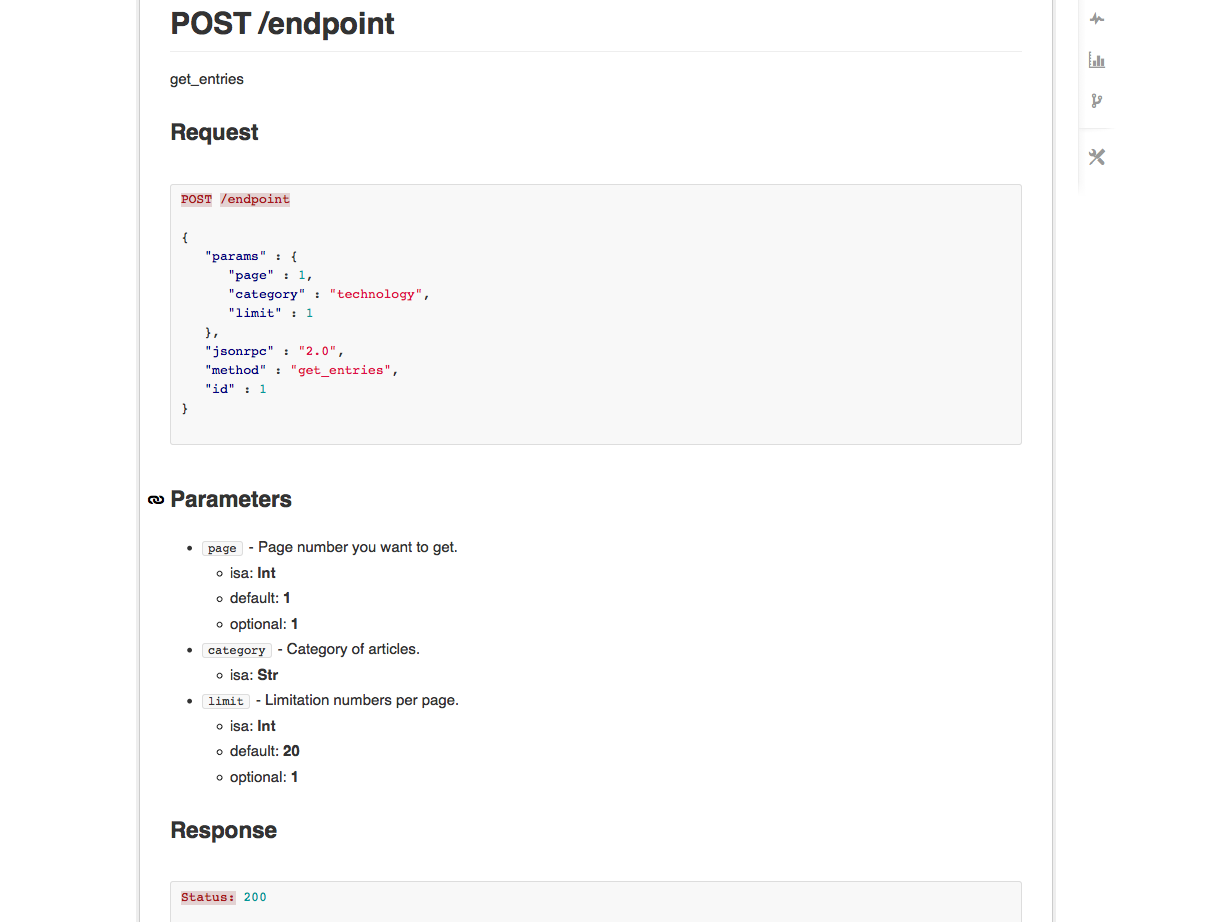 POST /endpoint
get_entries
Request
POST /endpoint
{
   "params" : {
      "page" : 1,
      "category" : "technology",
      "limit" : 1
   },
   "jsonrpc" : "2.0",
   "method" : "get_entries",
   "id" : 1
}
Parameters
page - Page number you want to get.
isa: Int
default: 1
optional: 1
category - Category of articles.
isa: Str
limit - Limitation numbers per page.
isa: Int
default: 20
optional: 1
Response
Status: 200